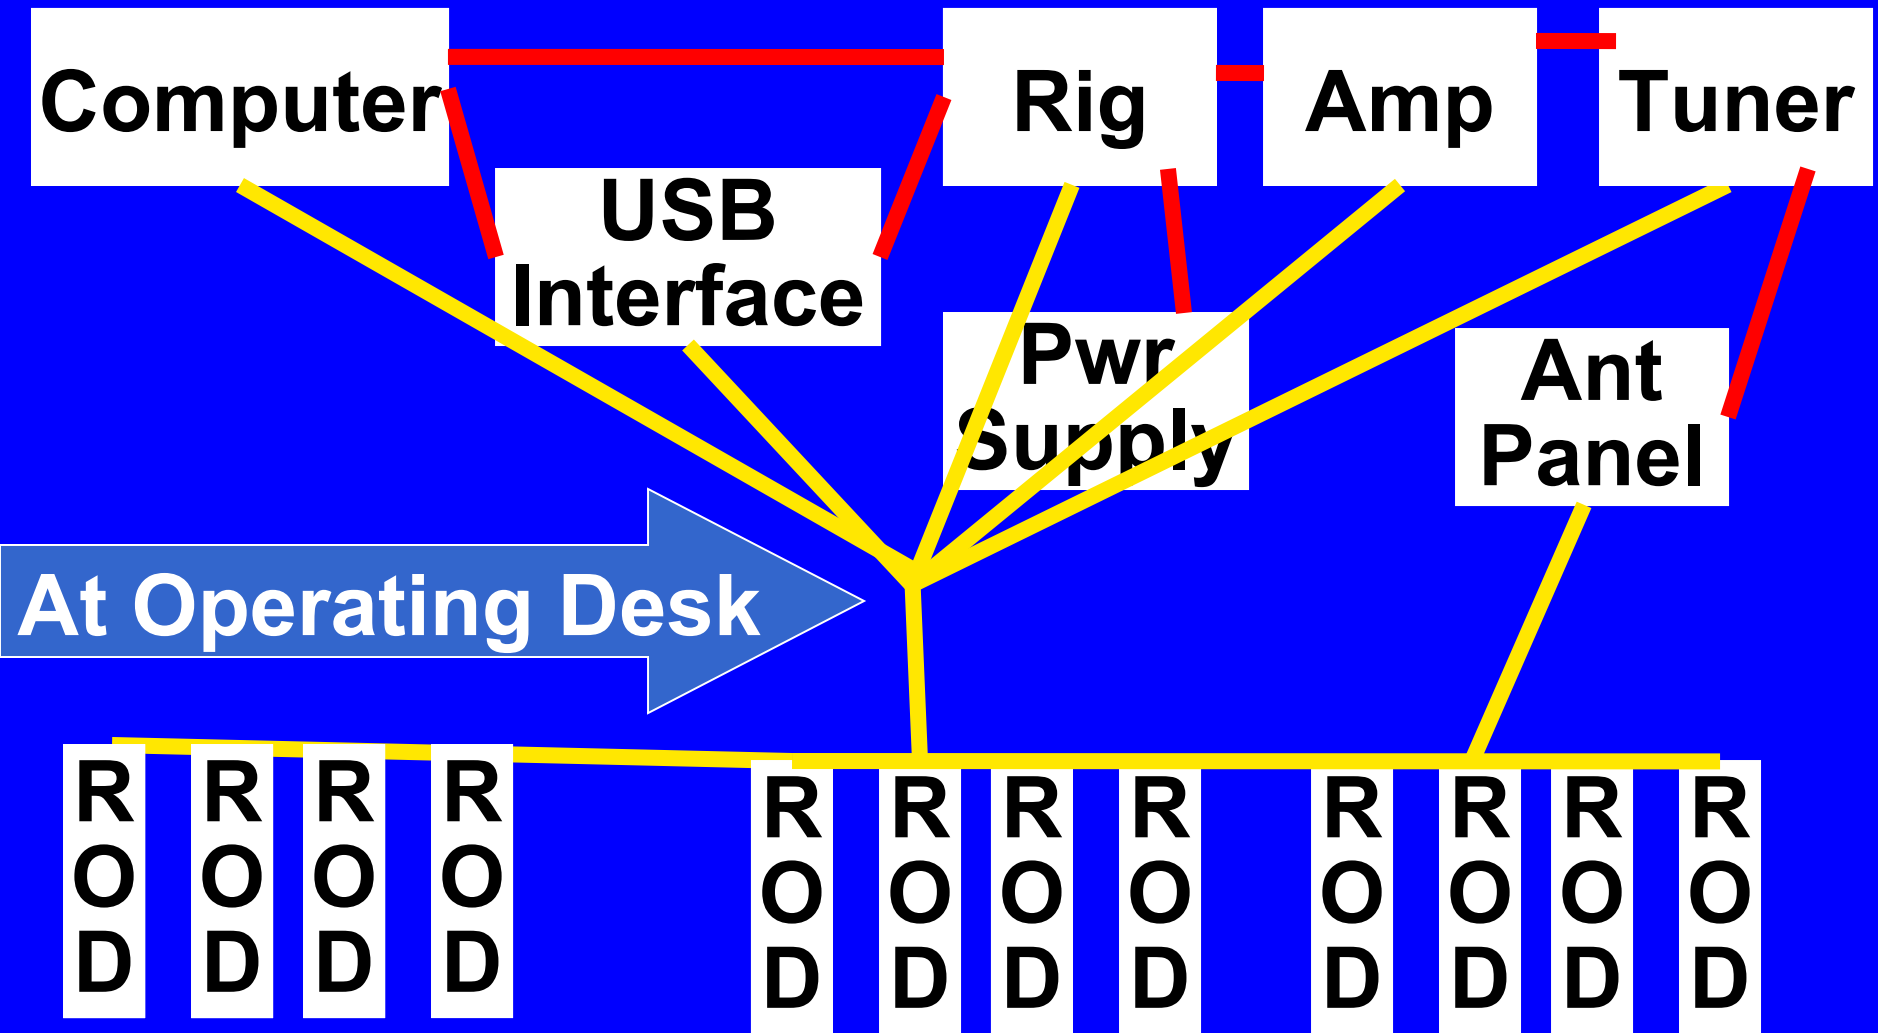 Computer
Rig
Amp
Tuner
USB
Interface
Pwr
Supply
Ant
Panel
At Operating Desk
R
O
D
R
O
D
R
O
D
R
O
D
R
O
D
R
O
D
R
O
D
R
O
D
R
O
D
R
O
D
R
O
D
R
O
D